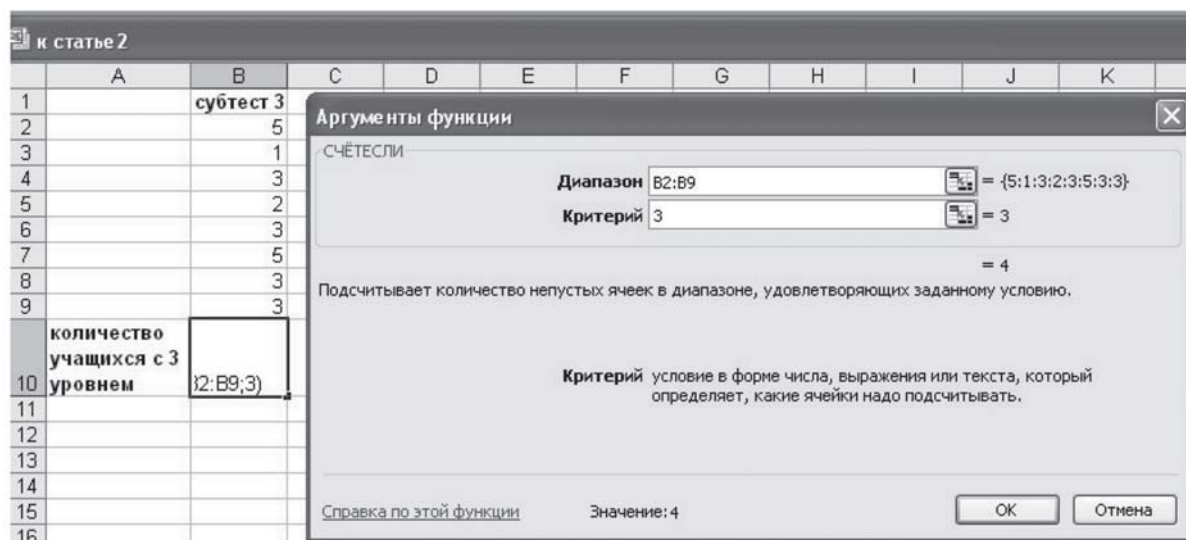 к статье 2
A B C D E F G H I J K
1 субтест 3
2 5
3 1
4 3
5 2
6 3
7 5
8 3
9 3
количество
учащихся с 3
10 уровнем B2:B9;3)
11
12
13
14
15
16
Аргументы функции
СЧЁТЕСЛИ
Диапазон B2:B9 = {5:1:3:2:3:5:3:3}
Критерий 3 = 3
= 4
Подсчитывает количество непустых ячеек в диапазоне, удовлетворяющих заданному условию.
Критерий условие в форме числа, выражения или текста, который
определяет, какие ячейки надо подсчитывать.
Справка по этой функции Значение:4 ОК Отмена